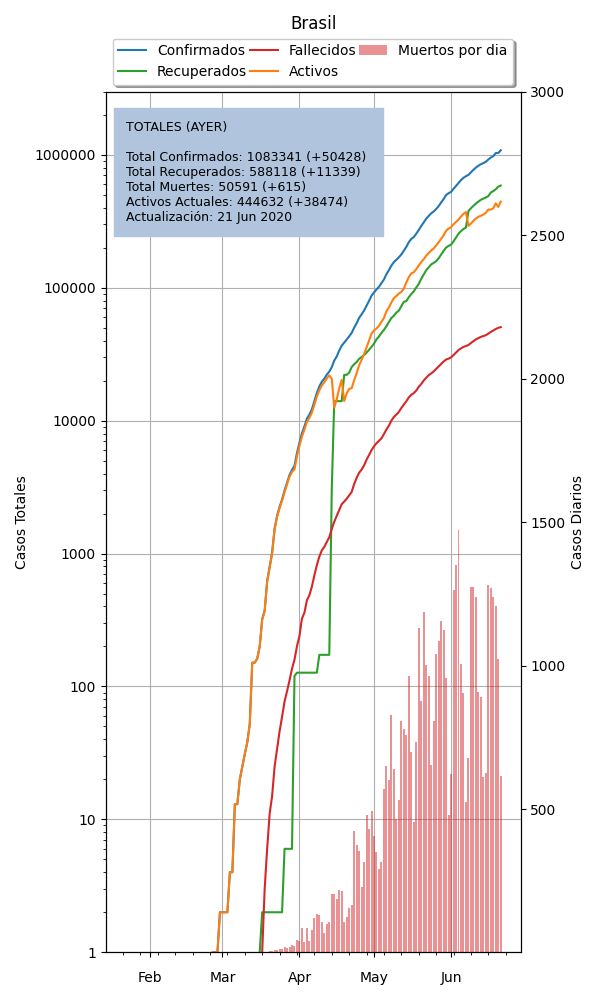 Brasil
Confirmados
Fallecidos
Muertos por dia
Recuperados
Activos
TOTALES (AYER)
Total Confirmados: 1083341 (+50428)
Total Recuperados: 588118 (+11339)
Total Muertes: 50591 (+615)
Activos Actuales: 444632 (+38474)
Actualización: 21 Jun 2020
Casos Totales
1000000
100000
10000
1000
100
10
1
Feb
Mar
Apr
May
Jun
3000
2500
2000
1500
1000
500
Casos Diarios